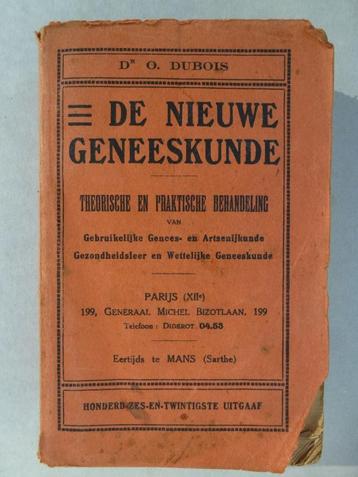 Dr O. DUBOIS
DE NIEUWE
GENEESKUNDE
THEORISCHE EN PRAKTISCHE BEHANDELING
VAN
Gebruikelijke Genees- en Artsenijkunde
Gezondheidsleer en Wettelijke Geneeskunde
PARIJS (XIIe)
199, GENERAAL MICHEL BIZOTLAAN, 199
Telefoon: DIDEROT 04.53
Eertijds te MANS (Sarthe)
HONDERD-ZES-EN-TWINTIGSTE UITGAAF